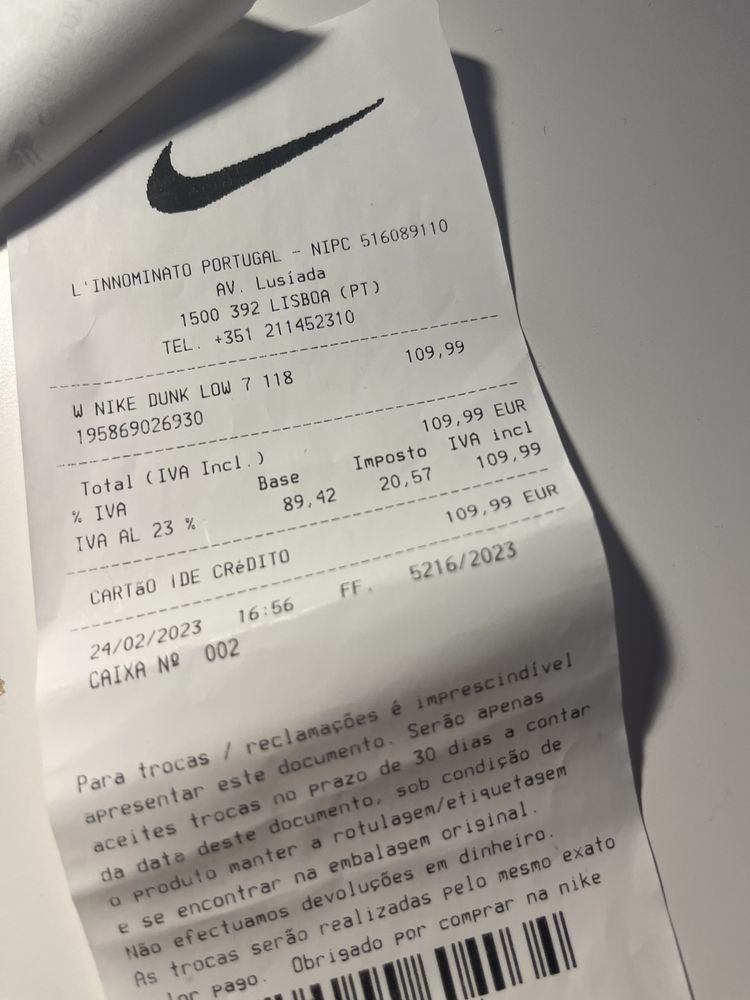 L'INNOMINATO PORTUGAL - NIPC 516089110
AV. Lusíada
1500 392 LISBOA (PT)
TEL. +351 211452310
W NIKE DUNK LOW 7 118 109,99
195869026930
Total (IVA Incl.) 109,99 EUR
% IVA Base Imposto IVA incl
IVA AL 23 % 89,42 20,57 109,99
CARTãO |DE CRéDITO 109,99 EUR
24/02/2023 16:56 FF. 5216/2023
CAIXA Nº 002
Para trocas / reclamações é imprescindível
apresentar este documento. Serão apenas
aceites trocas no prazo de 30 dias a contar
da data deste documento, sob condição de
o produto manter a rotulagem/etiquetagem
e se encontrar na embalagem original.
Não efectuamos devoluções em dinheiro.
As trocas serão realizadas pelo mesmo exato
pago. Obrigado por comprar na nike